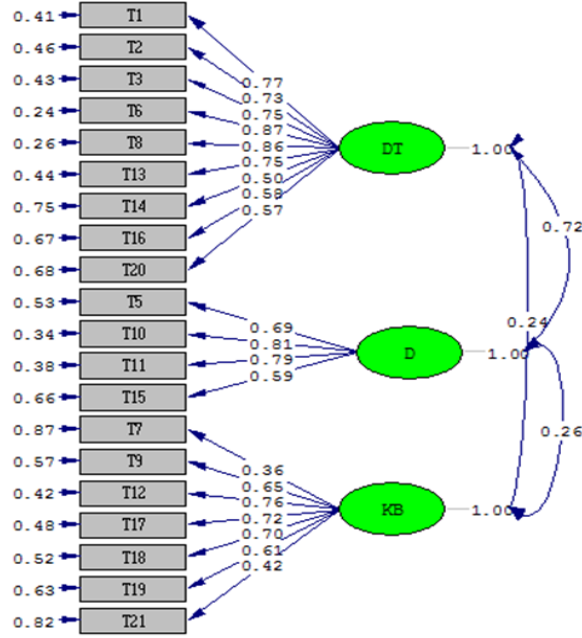 0.41 T1
0.46 T2
0.43 T3 0.77
0.24 T6 0.73
0.75
0.87
0.26 T8 0.86 DT 1.00
0.44 T13 0.75
0.75 T14 0.50
0.58
0.67 T16 0.57
0.72
0.68 T20
0.53 T5
0.69 0.24
0.34 T10 0.81
0.79 D 1.00
0.38 T11 0.59
0.66 T15
0.87 T7 0.26
0.57 T9 0.36
0.65
0.42 T12 0.76
0.72 KB 1.00
0.48 T17 0.70
0.52 T18 0.61
0.42
0.63 T19
0.82 T21